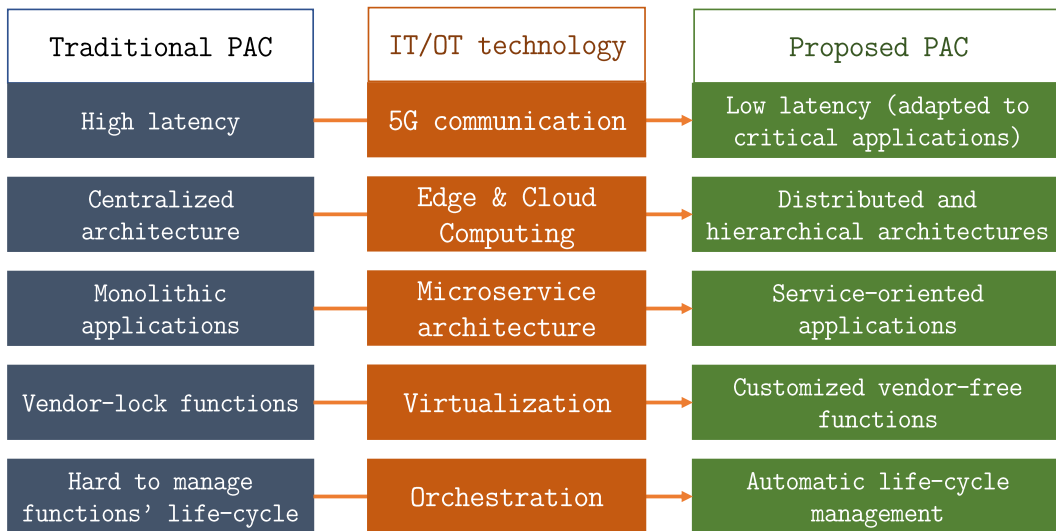 Traditional PAC
IT/OT technology
Proposed PAC
High latency
5G communication
Low latency (adapted to
critical applications)
Centralized
architecture
Edge & Cloud
Computing
Distributed and
hierarchical architectures
Monolithic
applications
Microservice
architecture
Service-oriented
applications
Vendor-lock functions
Virtualization
Customized vendor-free
functions
Hard to manage
functions' life-cycle
Orchestration
Automatic life-cycle
management